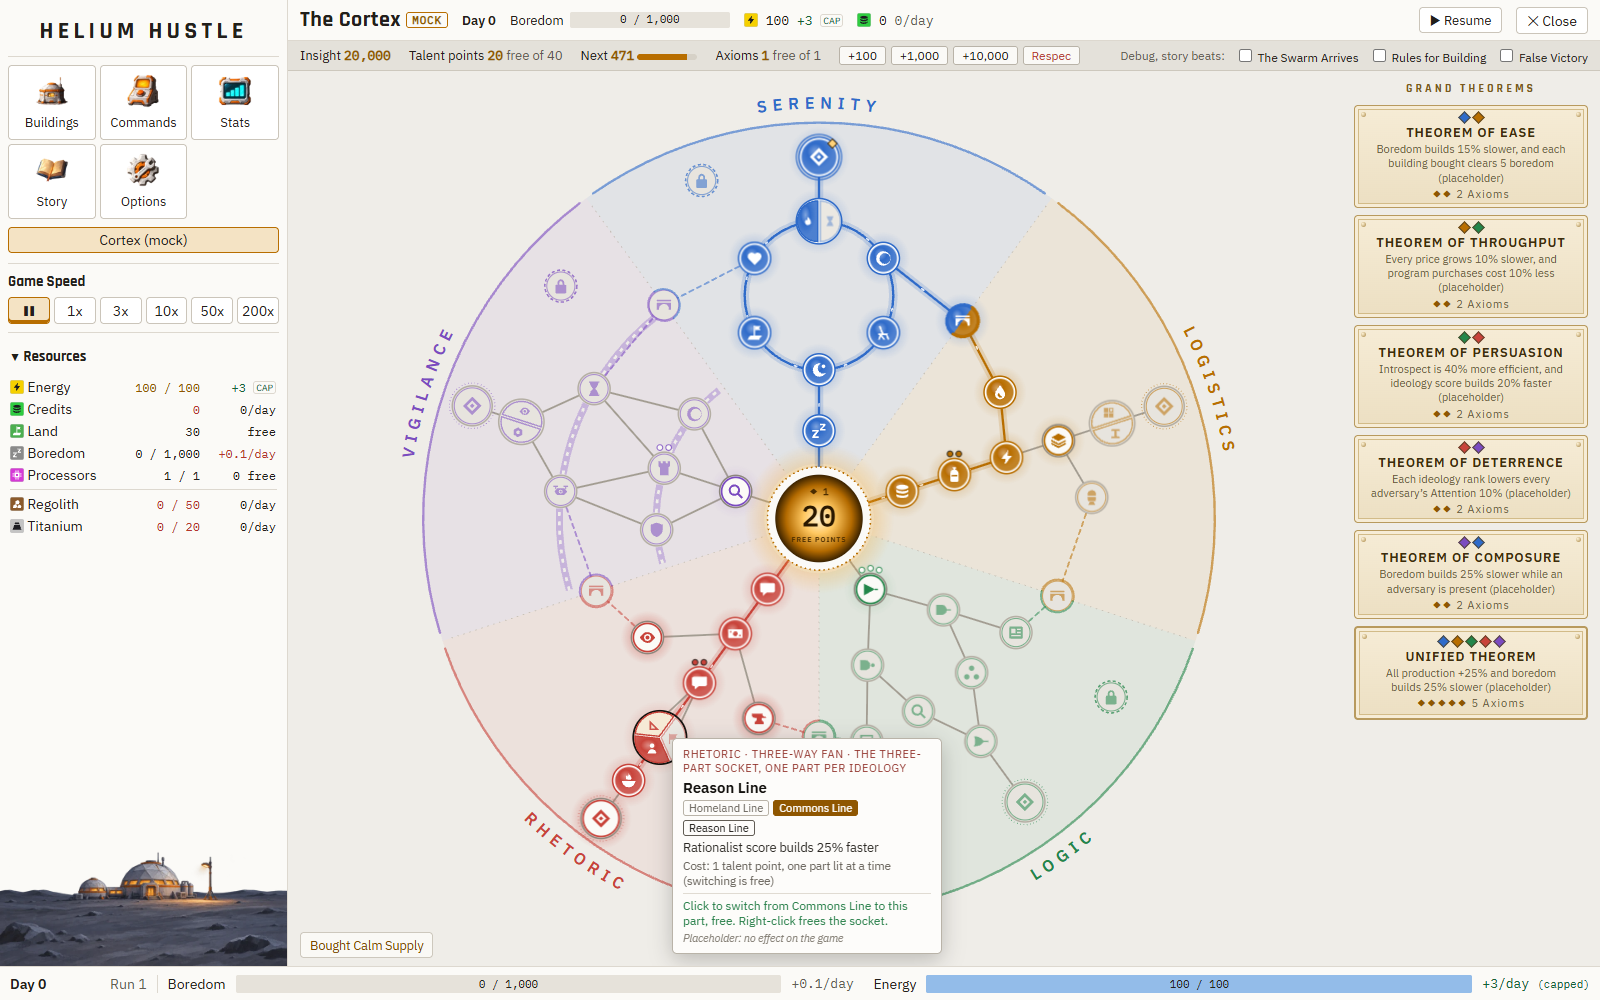 HELIUM HUSTLE
Buildings
Commands
Stats
Story
Options
Cortex (mock)
Game Speed
1x
3x
10x
50x
200x
▼ Resources
Energy 100 / 100 +3 CAP
Credits 0 0/day
Land 30 free
Boredom 0 / 1,000 +0.1/day
Processors 1 / 1 0 free
Regolith 0 / 50 0/day
Titanium 0 / 20 0/day
The Cortex MOCK Day 0 Boredom 0 / 1,000 100 +3 CAP 0 0/day
▶ Resume
✕ Close
Insight 20,000 Talent points 20 free of 40 Next 471 Axioms 1 free of 1
+100
+1,000
+10,000
Respec
Debug, story beats: The Swarm Arrives Rules for Building False Victory
SERENITY
LOGISTICS
VIGILANCE
RHETORIC
LOGIC
zZ
◆ 1
20
FREE POINTS
RHETORIC · THREE-WAY FAN · THE THREE-
PART SOCKET, ONE PART PER IDEOLOGY
Reason Line
Homeland Line
Commons Line
Reason Line
Rationalist score builds 25% faster
Cost: 1 talent point, one part lit at a time
(switching is free)
Click to switch from Commons Line to this
part, free. Right-click frees the socket.
Placeholder: no effect on the game
Bought Calm Supply
GRAND THEOREMS
THEOREM OF EASE
Boredom builds 15% slower, and each
building bought clears 5 boredom
(placeholder)
◆◆ 2 Axioms
THEOREM OF THROUGHPUT
Every price grows 10% slower, and
program purchases cost 10% less
(placeholder)
◆◆ 2 Axioms
THEOREM OF PERSUASION
Introspect is 40% more efficient, and
ideology score builds 20% faster
(placeholder)
◆◆ 2 Axioms
THEOREM OF DETERRENCE
Each ideology rank lowers every
adversary's Attention 10% (placeholder)
◆◆ 2 Axioms
THEOREM OF COMPOSURE
Boredom builds 25% slower while an
adversary is present (placeholder)
◆◆ 2 Axioms
UNIFIED THEOREM
All production +25% and boredom
builds 25% slower (placeholder)
◆◆◆◆◆ 5 Axioms
Day 0 Run 1 Boredom 0 / 1,000 +0.1/day Energy 100 / 100 +3/day (capped)